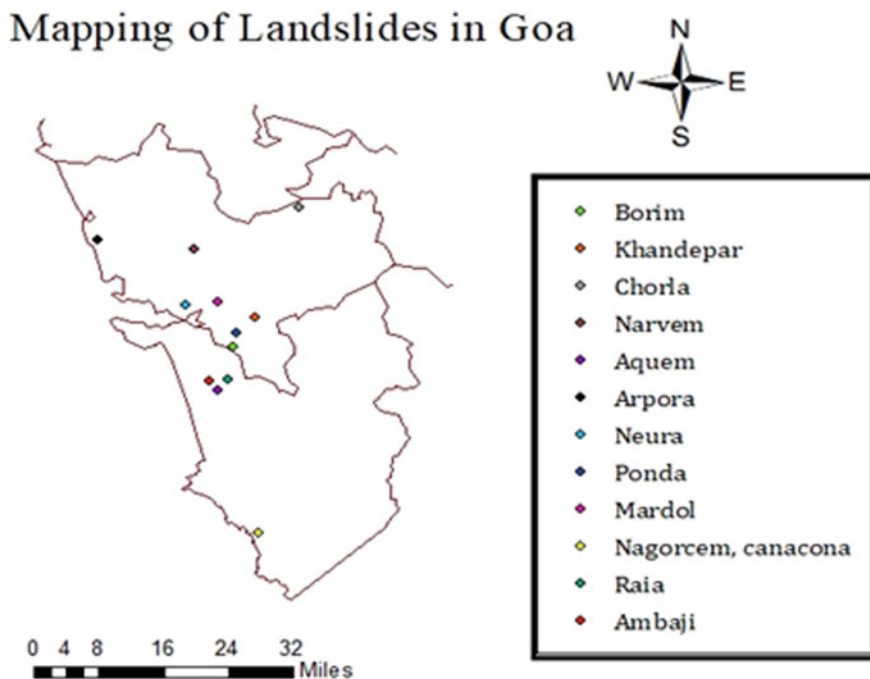 Mapping of Landslides in Goa
N
W E
S
Borim
Khandepar
Chorla
Narvem
Aquem
Arpora
Neura
Ponda
Mardol
Nagorcem, canacona
Raia
Ambaji
0 4 8 16 24 32
Miles